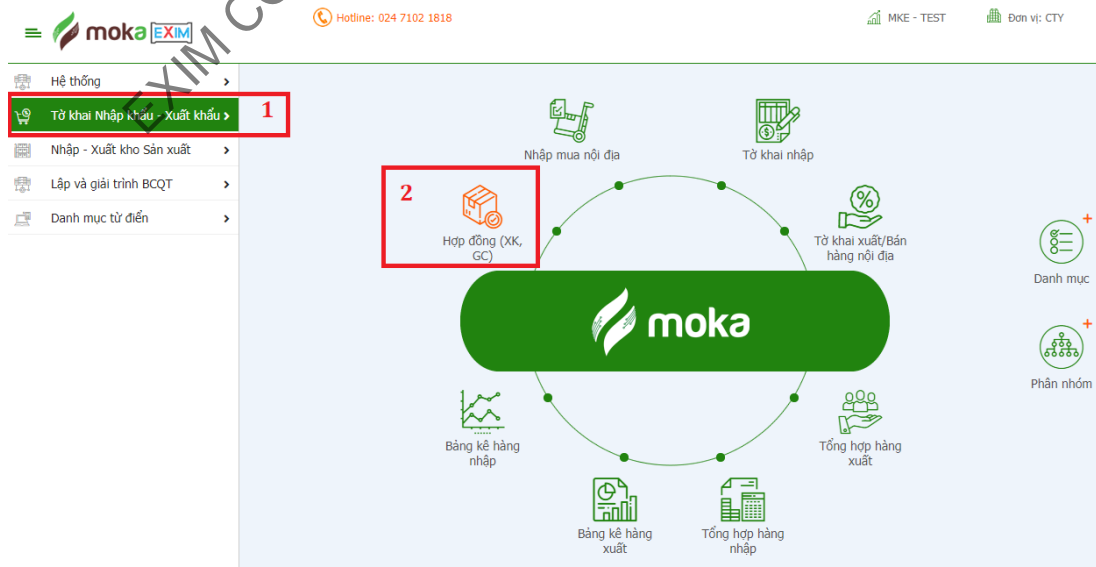 Hotline: 024 7102 1818
MKE - TEST
Đơn vị: CTY
moka EXIM
EXIM CO
Hệ thống
Tờ khai Nhập khẩu - Xuất khẩu
1
Nhập - Xuất kho Sản xuất
Lập và giải trình BCQT
Danh mục từ điển
Nhập mua nội địa
Tờ khai nhập
2
Hợp đồng (XK,
GC)
Tờ khai xuất/Bán
hàng nội địa
Danh mục
moka
Phân nhóm
Bảng kê hàng
nhập
Tổng hợp hàng
xuất
Bảng kê hàng
xuất
Tổng hợp hàng
nhập